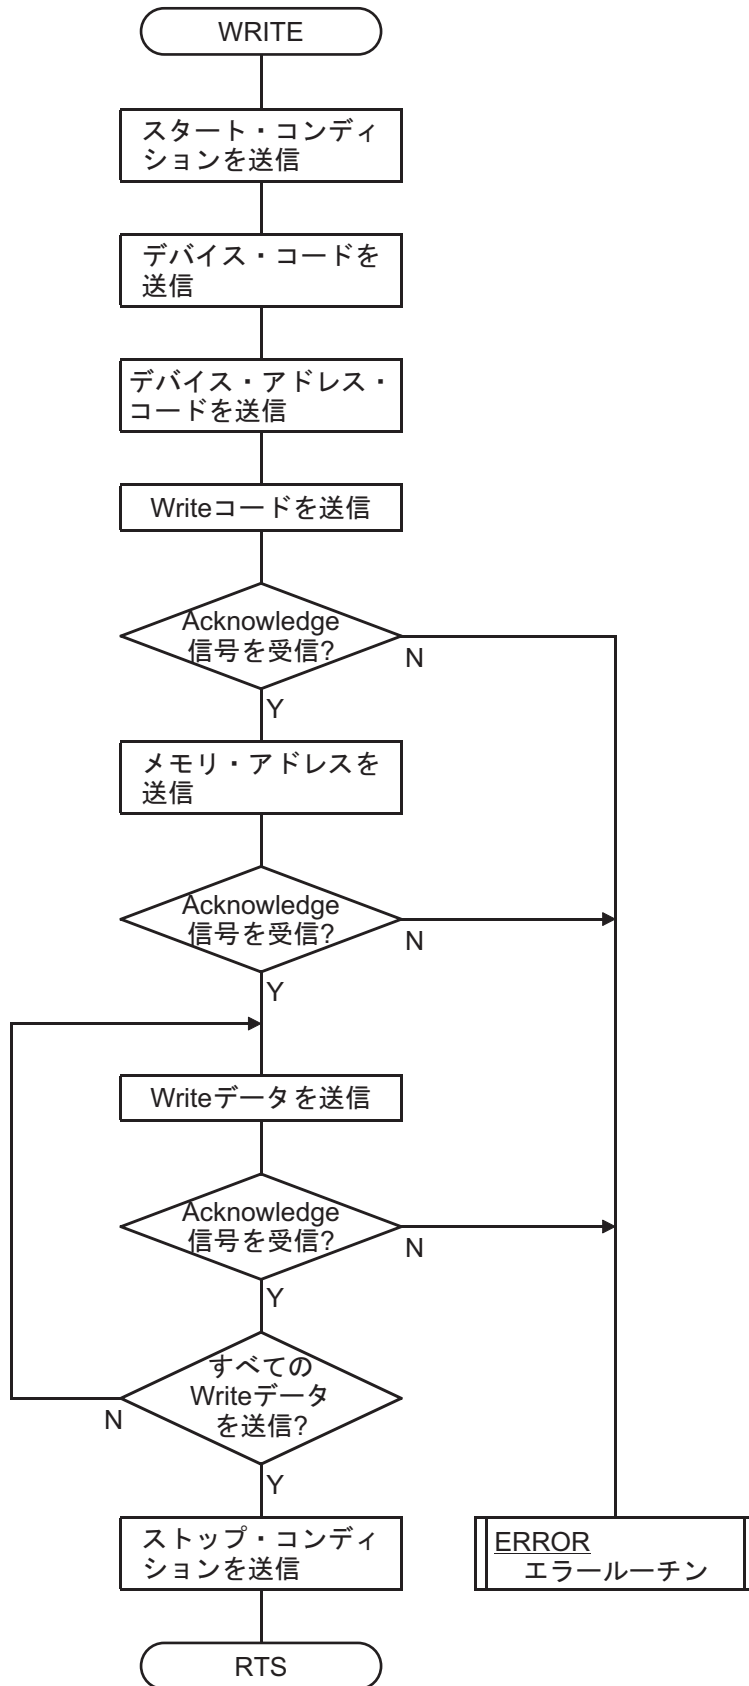 WRITE
スタート・コンディ
ションを送信
デバイス・コードを
送信
デバイス・アドレス・
コードを送信
Writeコードを送信
Acknowledge
信号を受信?
N
Y
メモリ・アドレスを
送信
Acknowledge
信号を受信?
N
Y
Writeデータを送信
Acknowledge
信号を受信?
N
Y
すべての
Writeデータ
を送信?
N
Y
ストップ・コンディ
ションを送信
ERROR
エラールーチン
RTS